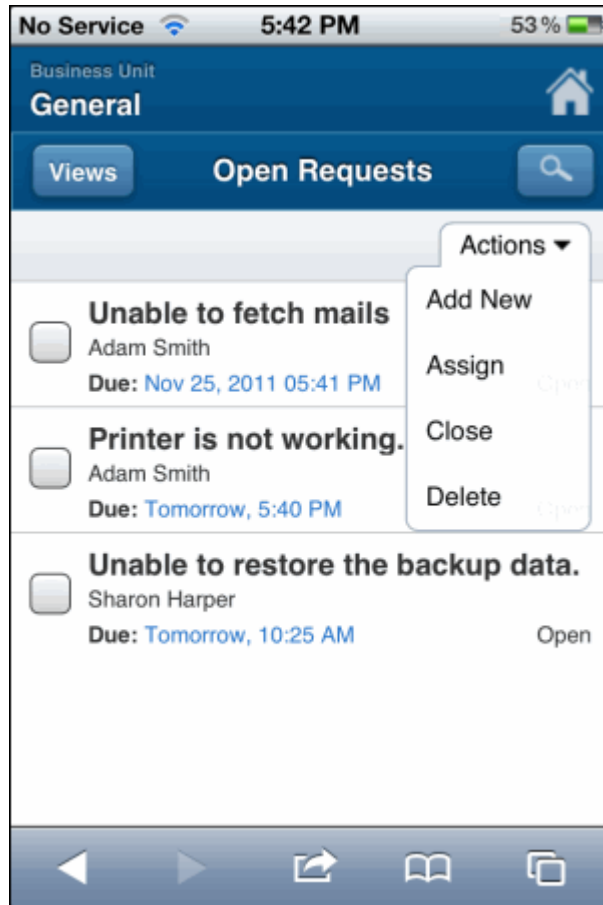 No Service 5:42 PM 53%
Business Unit
General
Views Open Requests
Actions
Add New
Assign
Close
Delete
Unable to fetch mails
Adam Smith
Due: Nov 25, 2011 05:41 PM Open
Printer is not working.
Adam Smith
Due: Tomorrow, 5:40 PM Open
Unable to restore the backup data.
Sharon Harper
Due: Tomorrow, 10:25 AM Open